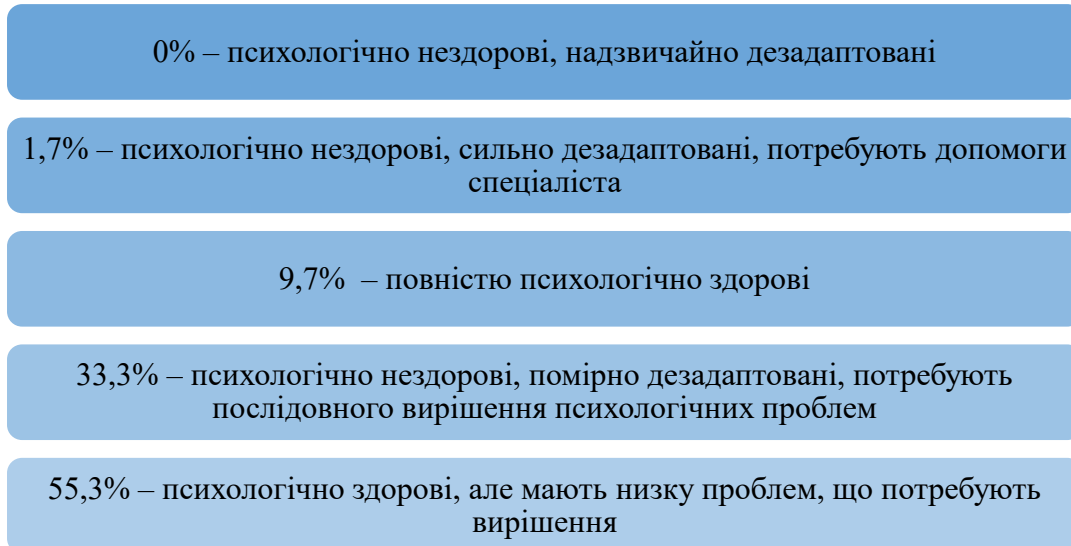 0% – психологічно нездорові, надзвичайно дезадаптовані
1,7% – психологічно нездорові, сильно дезадаптовані, потребують допомоги
спеціаліста
9,7% – повністю психологічно здорові
33,3% – психологічно нездорові, помірно дезадаптовані, потребують
послідовного вирішення психологічних проблем
55,3% – психологічно здорові, але мають низку проблем, що потребують
вирішення